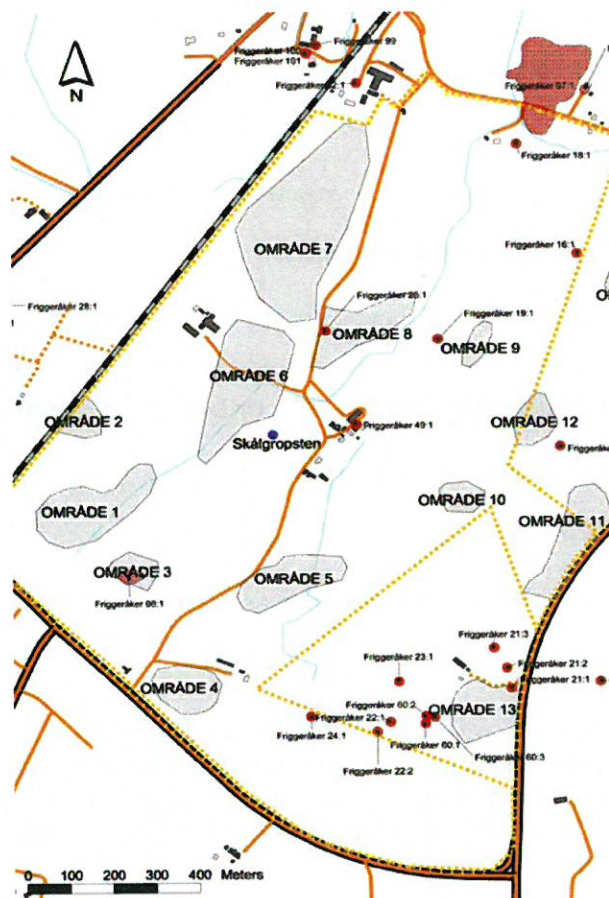 Friggeråker 99
Friggeråker 100
Friggeråker 101
N
Friggeråker 97:1
Friggeråker 18:1
OMRÅDE 7
Friggeråker 16:1
Friggeråker 28:1
OMRÅDE 8
Friggeråker 19:1
OMRÅDE 9
OMRÅDE 6
OMRÅDE 2
OMRÅDE 12
Friggeråker 49:1
Skålgropsten
OMRÅDE 10
OMRÅDE 1
OMRÅDE 11
OMRÅDE 3
OMRÅDE 5
Friggeråker 98:1
Friggeråker 21:3
Friggeråker 21:2
Friggeråker 23:1
Friggeråker 21:1
OMRÅDE 4
Friggeråker 60:2
OMRÅDE 13
Friggeråker 22:1
Friggeråker 24:1
Friggeråker 60:1
Friggeråker 60:3
Friggeråker 22:2
0 100 200 300 400 Meters